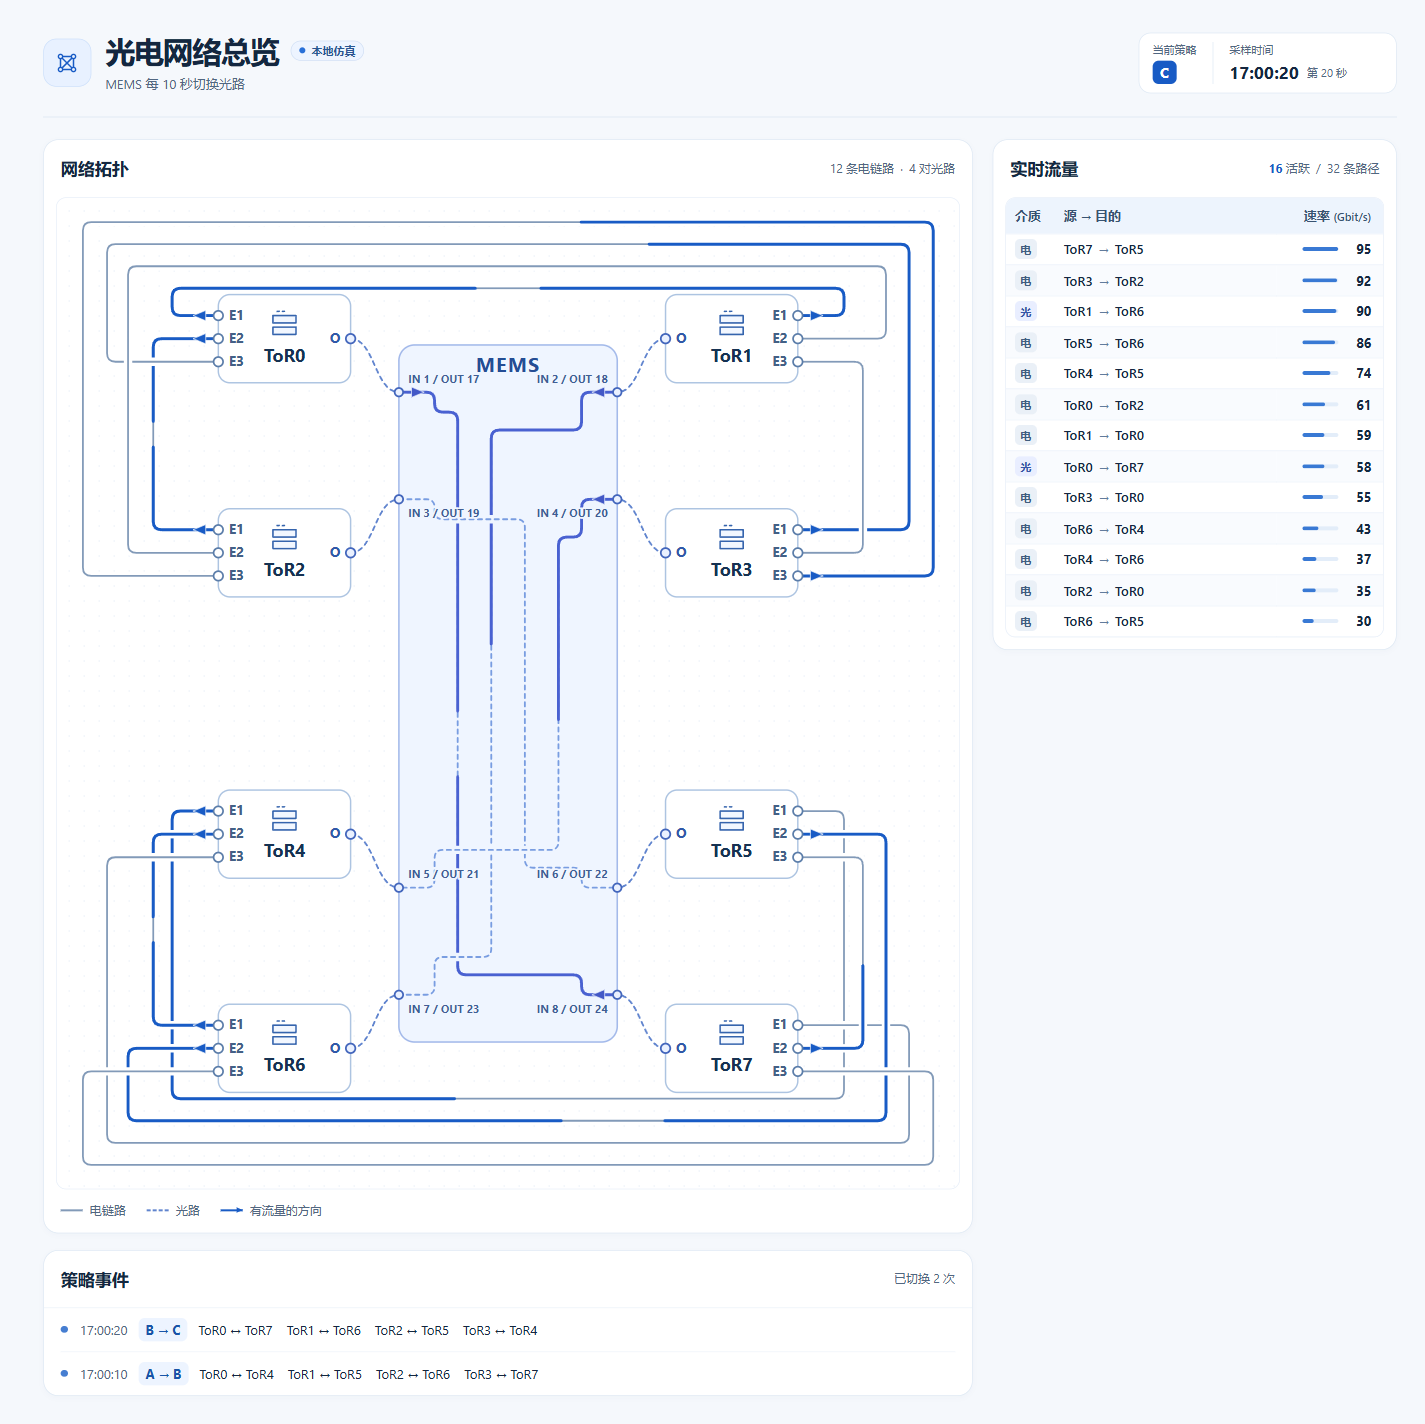 光电网络总览
本地仿真
MEMS 每 10 秒切换光路
当前策略
C
采样时间
17:00:20 第 20 秒
网络拓扑
12 条电链路 · 4 对光路
E1
E2
E3
O
ToR0
E1
E2
E3
O
ToR1
MEMS
IN 1 / OUT 17
IN 2 / OUT 18
IN 3 / OUT 19
IN 4 / OUT 20
E1
E2
E3
O
ToR2
E1
E2
E3
O
ToR3
E1
E2
E3
O
ToR4
E1
E2
E3
O
ToR5
IN 5 / OUT 21
IN 6 / OUT 22
IN 7 / OUT 23
IN 8 / OUT 24
E1
E2
E3
O
ToR6
E1
E2
E3
O
ToR7
电链路
光路
有流量的方向
实时流量
16 活跃 / 32 条路径
介质 源 → 目的 速率 (Gbit/s)
电 ToR7 → ToR5 95
电 ToR3 → ToR2 92
光 ToR1 → ToR6 90
电 ToR5 → ToR6 86
电 ToR4 → ToR5 74
电 ToR0 → ToR2 61
电 ToR1 → ToR0 59
光 ToR0 → ToR7 58
电 ToR3 → ToR0 55
电 ToR6 → ToR4 43
电 ToR4 → ToR6 37
电 ToR2 → ToR0 35
电 ToR6 → ToR5 30
策略事件
已切换 2 次
17:00:20 B → C ToR0 ↔ ToR7 ToR1 ↔ ToR6 ToR2 ↔ ToR5 ToR3 ↔ ToR4
17:00:10 A → B ToR0 ↔ ToR4 ToR1 ↔ ToR5 ToR2 ↔ ToR6 ToR3 ↔ ToR7